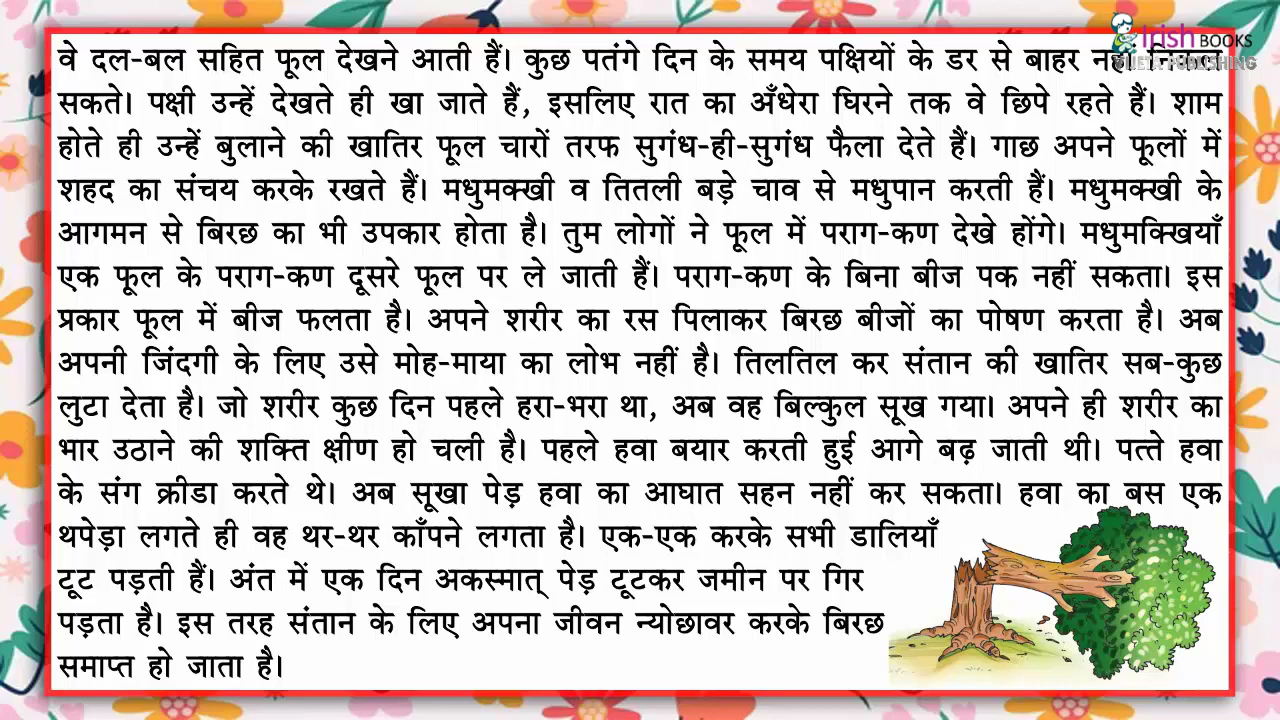 Irish BOOKS
वे दल-बल सहित फूल देखने आती हैं। कुछ पतंगे दिन के समय पक्षियों के डर से बाहर नहीं
सकते। पक्षी उन्हें देखते ही खा जाते हैं, इसलिए रात का अँधेरा घिरने तक वे छिपे रहते हैं। शाम
होते ही उन्हें बुलाने की खातिर फूल चारों तरफ सुगंध-ही-सुगंध फैला देते हैं। गाछ अपने फूलों में
शहद का संचय करके रखते हैं। मधुमक्खी व तितली बड़े चाव से मधुपान करती हैं। मधुमक्खी के
आगमन से बिरछ का भी उपकार होता है। तुम लोगों ने फूल में पराग-कण देखे होंगे। मधुमक्खियाँ
एक फूल के पराग-कण दूसरे फूल पर ले जाती हैं। पराग-कण के बिना बीज पक नहीं सकता। इस
प्रकार फूल में बीज फलता है। अपने शरीर का रस पिलाकर बिरछ बीजों का पोषण करता है। अब
अपनी जिंदगी के लिए उसे मोह-माया का लोभ नहीं है। तिलतिल कर संतान की खातिर सब-कुछ
लुटा देता है। जो शरीर कुछ दिन पहले हरा-भरा था, अब वह बिल्कुल सूख गया। अपने ही शरीर का
भार उठाने की शक्ति क्षीण हो चली है। पहले हवा बयार करती हुई आगे बढ़ जाती थी। पत्ते हवा
के संग क्रीडा करते थे। अब सूखा पेड़ हवा का आघात सहन नहीं कर सकता। हवा का बस एक
थपेड़ा लगते ही वह थर-थर काँपने लगता है। एक-एक करके सभी डालियाँ
टूट पड़ती हैं। अंत में एक दिन अकस्मात् पेड़ टूटकर जमीन पर गिर
पड़ता है। इस तरह संतान के लिए अपना जीवन न्योछावर करके बिरछ
समाप्त हो जाता है।